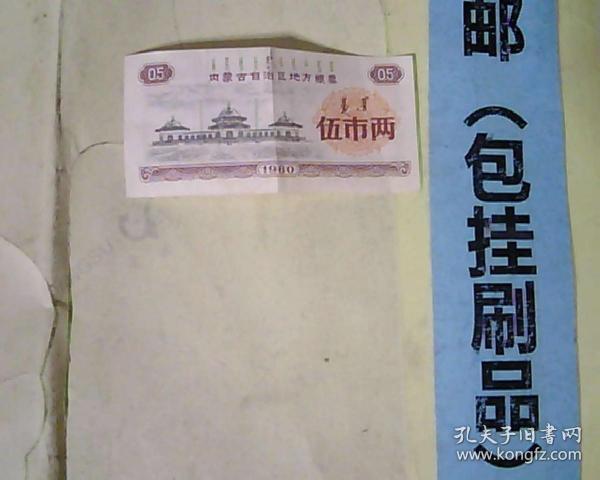 05
05
内蒙古自治区地方粮票
伍市两
1980
邮（包挂刷品）
孔夫子旧书网
www.kongfz.com